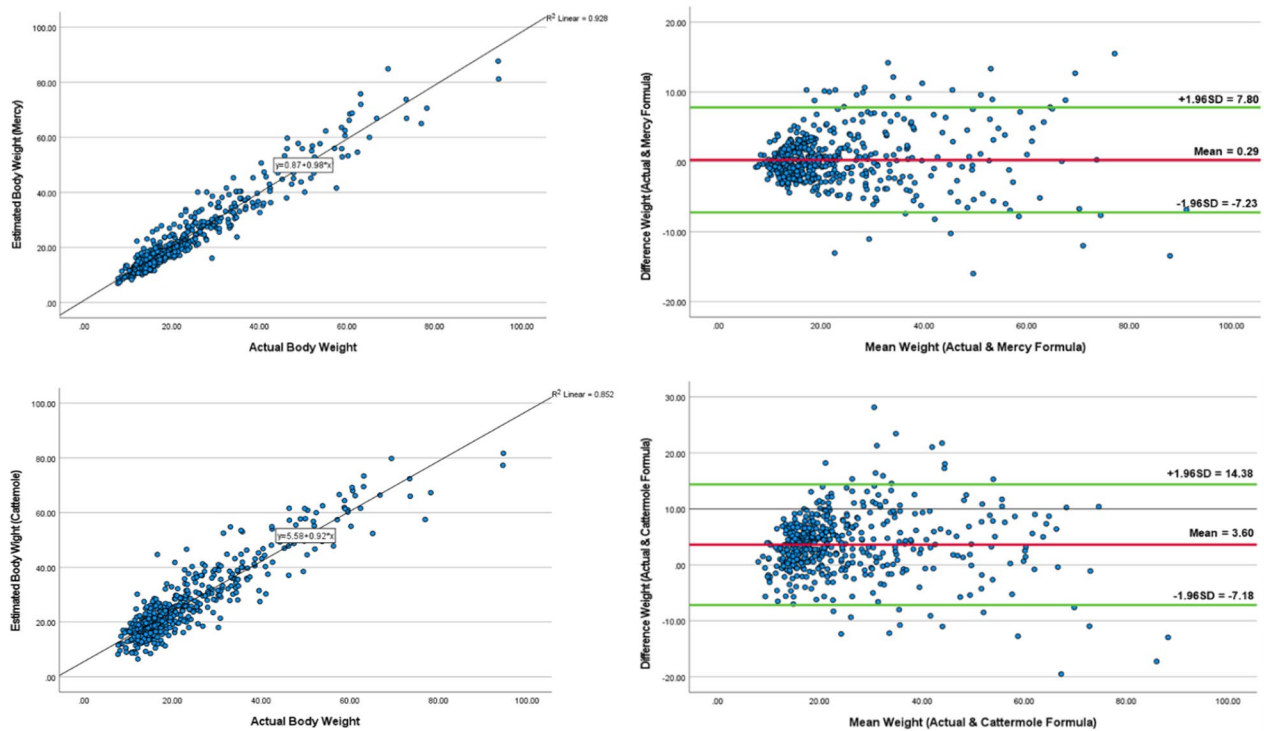 R² Linear = 0.928
100.00
80.00
60.00
40.00
20.00
.00
Estimated Body Weight (Mercy)
y=0.87+0.98*x
.00 20.00 40.00 60.00 80.00 100.00
Actual Body Weight
20.00
10.00
.00
-10.00
-20.00
Difference Weight (Actual & Mercy Formula)
+1.96SD = 7.80
Mean = 0.29
-1.96SD = -7.23
.00 20.00 40.00 60.00 80.00 100.00
Mean Weight (Actual & Mercy Formula)
R² Linear = 0.852
100.00
80.00
60.00
40.00
20.00
.00
Estimated Body Wight (Cattermole)
y=5.58+0.92*x
.00 20.00 40.00 60.00 80.00 100.00
Actual Body Weight
30.00
20.00
10.00
.00
-10.00
-20.00
Difference Weight (Actual & Cattermole Formula)
+1.96SD = 14.38
Mean = 3.60
-1.96SD = -7.18
.00 20.00 40.00 60.00 80.00 100.00
Mean Weight (Actual & Cattermole Formula)